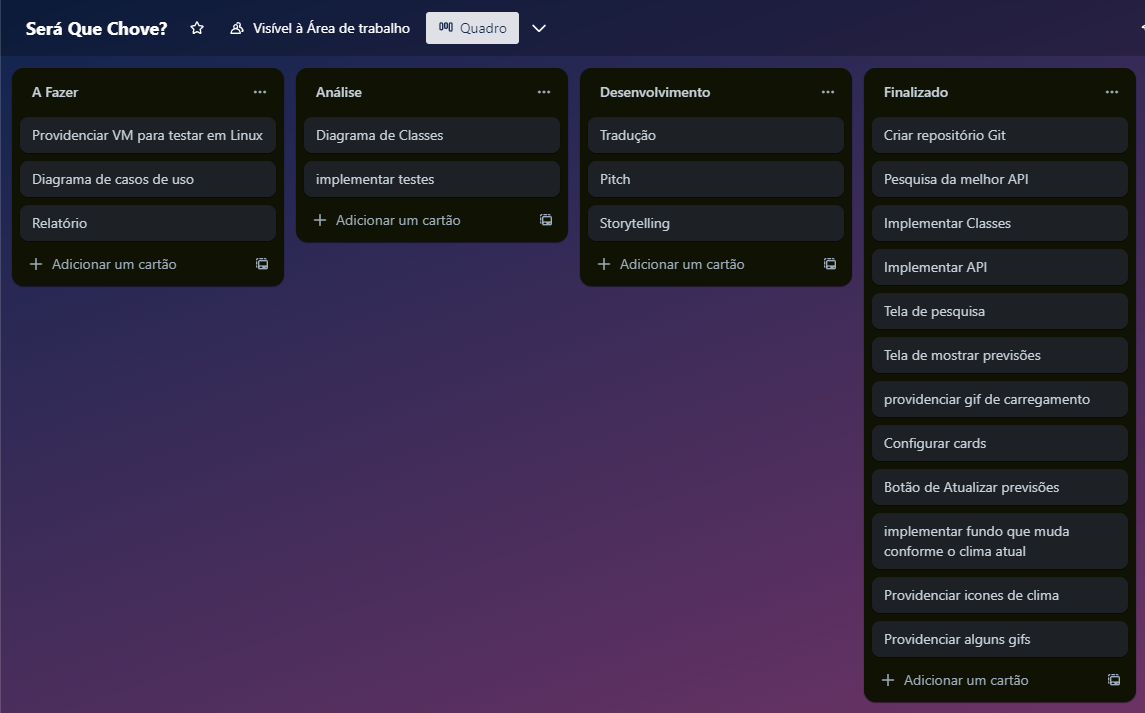 Será Que Chove?
Visível à Área de trabalho
Quadro
A Fazer
Providenciar VM para testar em Linux
Diagrama de casos de uso
Relatório
Adicionar um cartão
Análise
Diagrama de Classes
implementar testes
Adicionar um cartão
Desenvolvimento
Tradução
Pitch
Storytelling
Adicionar um cartão
Finalizado
Criar repositório Git
Pesquisa da melhor API
Implementar Classes
Implementar API
Tela de pesquisa
Tela de mostrar previsões
providenciar gif de carregamento
Configurar cards
Botão de Atualizar previsões
implementar fundo que muda
conforme o clima atual
Providenciar icones de clima
Providenciar alguns gifs
Adicionar um cartão